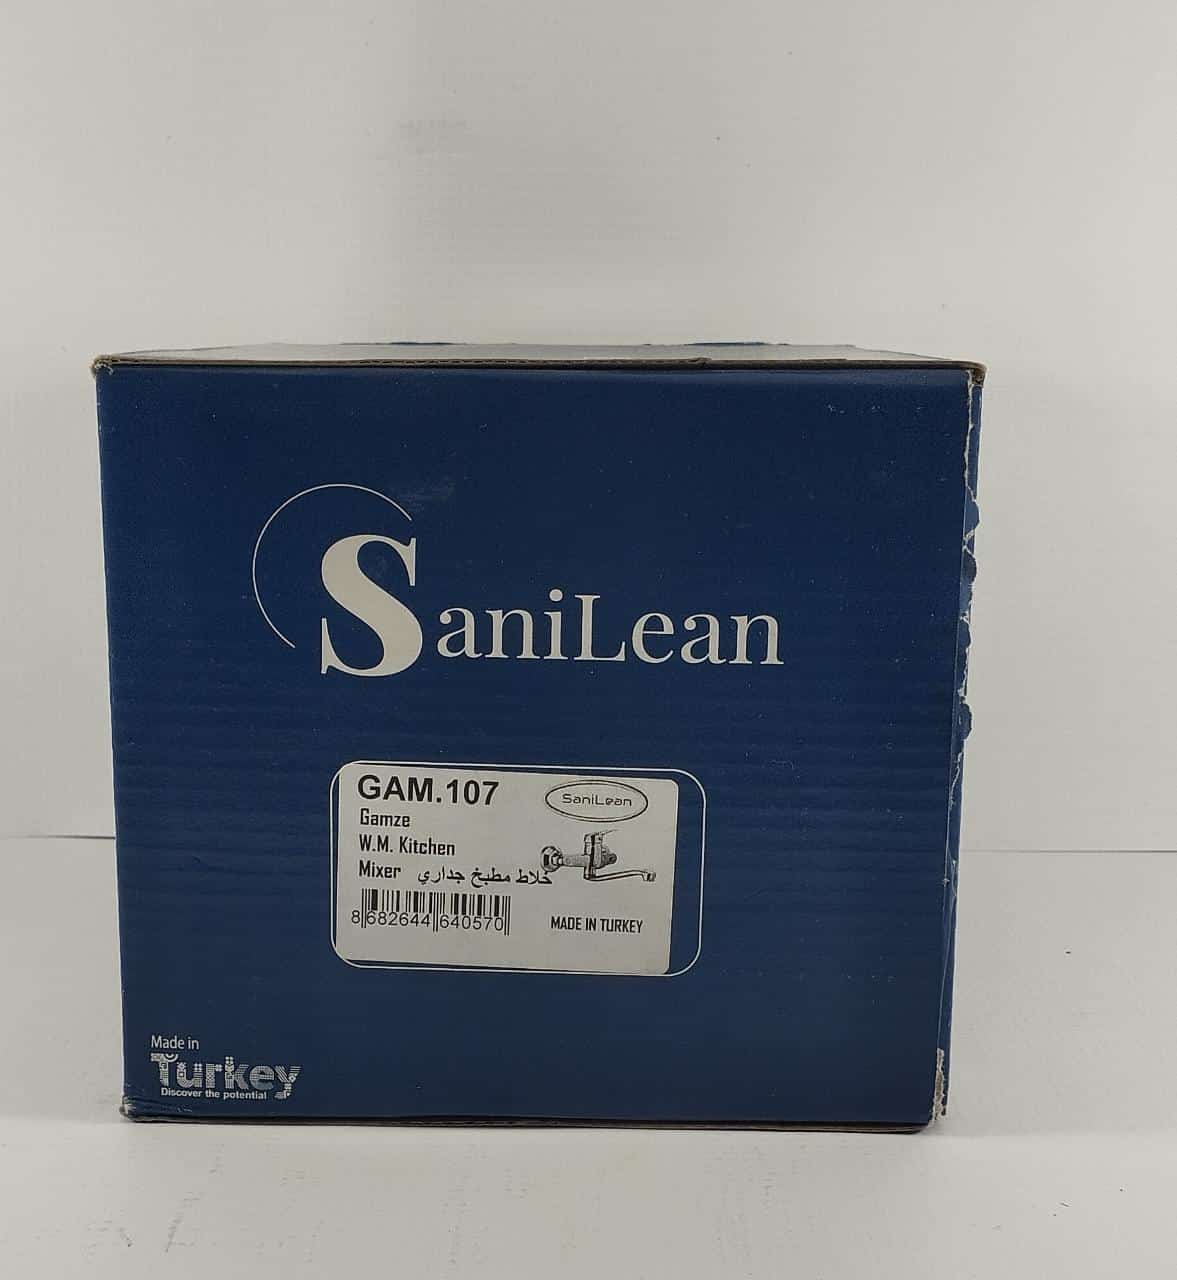 SaniLean
GAM.107
SaniLean
Gamze
W.M. Kitchen
Mixer خلاط مطبخ جداري
8 682644 640570
MADE IN TURKEY
Made in
Turkey
Discover the potential